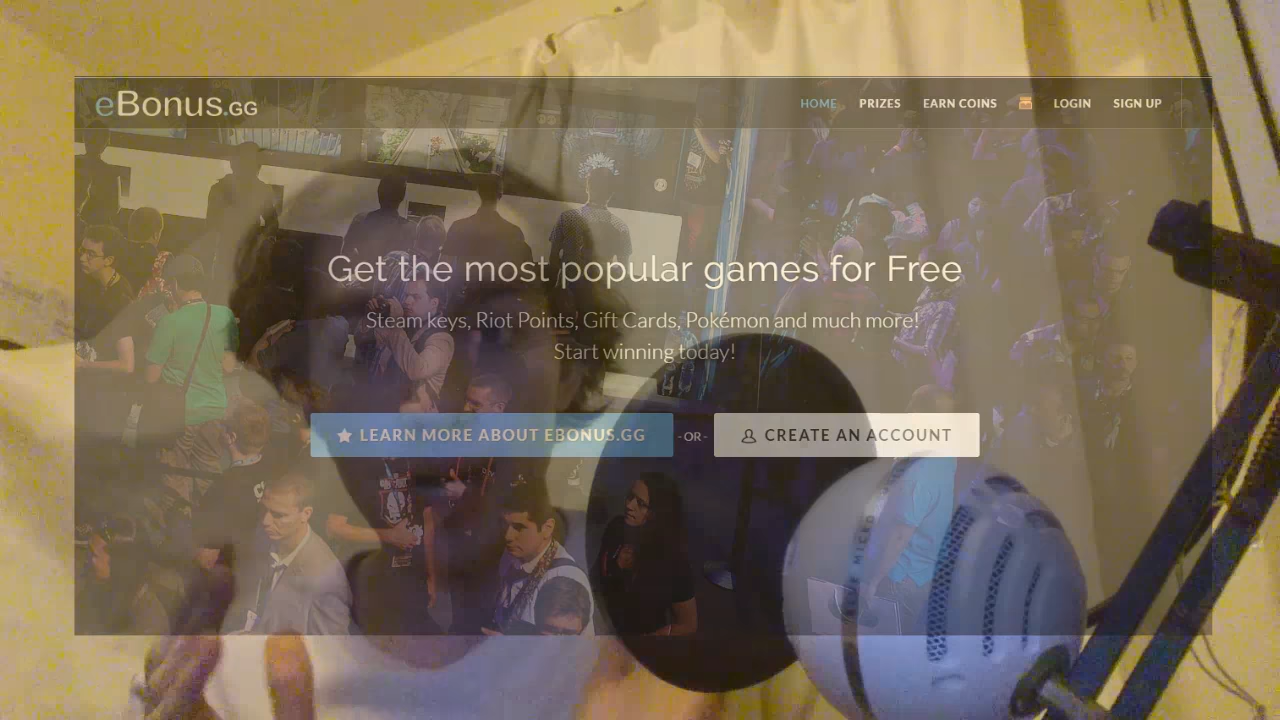 eBonus.GG
HOME PRIZES EARN COINS LOGIN SIGN UP
Get the most popular games for Free
Steam keys, Riot Points, Gift Cards, Pokémon and much more!
Start winning today!
LEARN MORE ABOUT EBONUS.GG - OR - CREATE AN ACCOUNT
MICRO